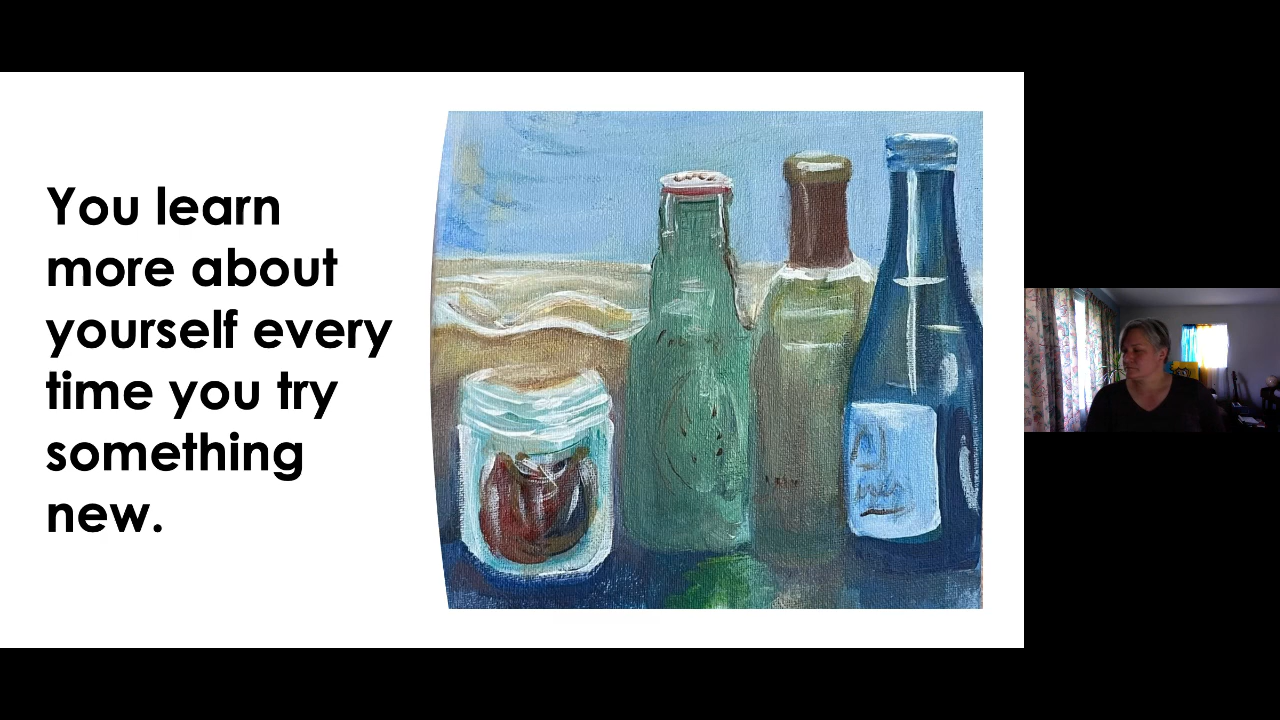 You learn
more about
yourself every
time you try
something
new.